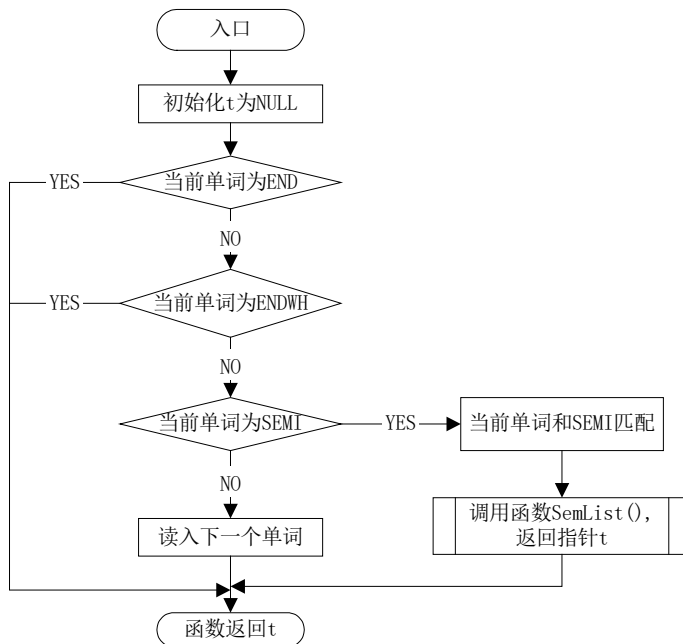 入口
初始化t为NULL
当前单词为END
YES
NO
当前单词为ENDWH
YES
NO
当前单词为SEMI
YES
当前单词和SEMI匹配
NO
调用函数SemList(),
返回指针t
读入下一个单词
函数返回t